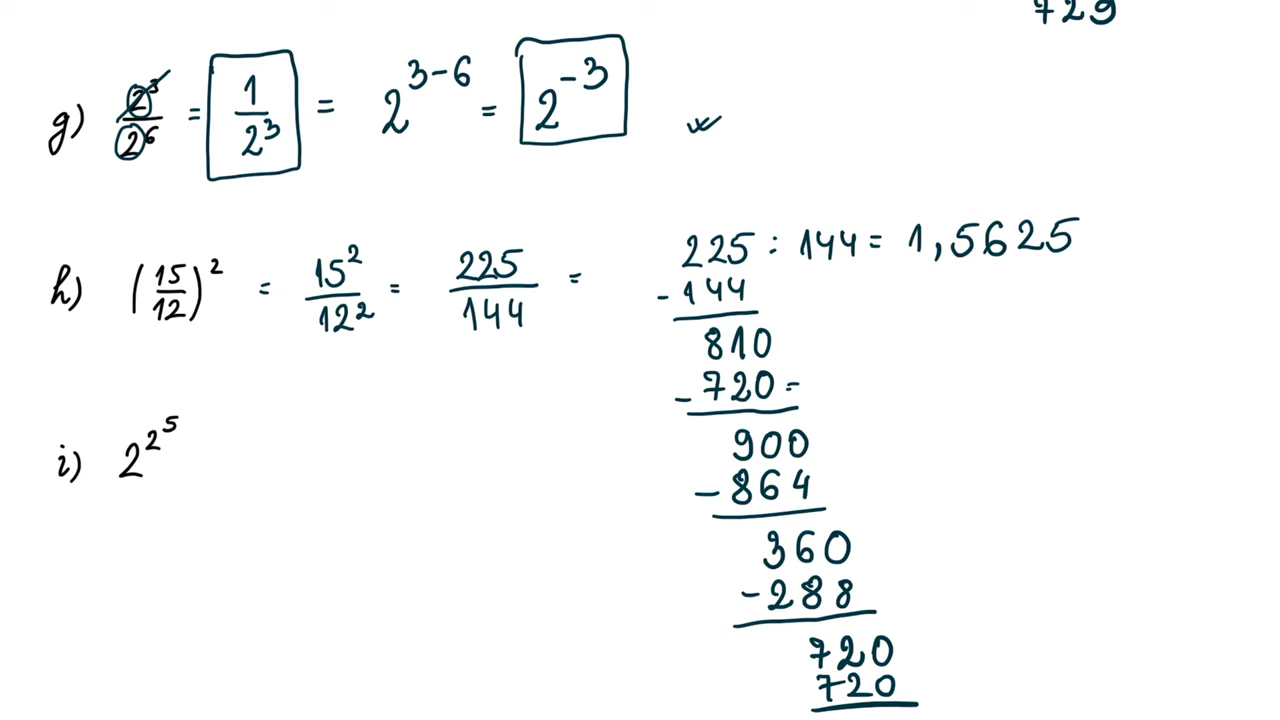 729
g) 2³/2⁶ = 1/2³ = 2³⁻⁶ = 2⁻³
h) (15/12)² = 15²/12² = 225/144 = 225 : 144 = 1,5625
- 144
810
- 720 =
900
- 864
360
- 288
720
720
i) 2^2^5